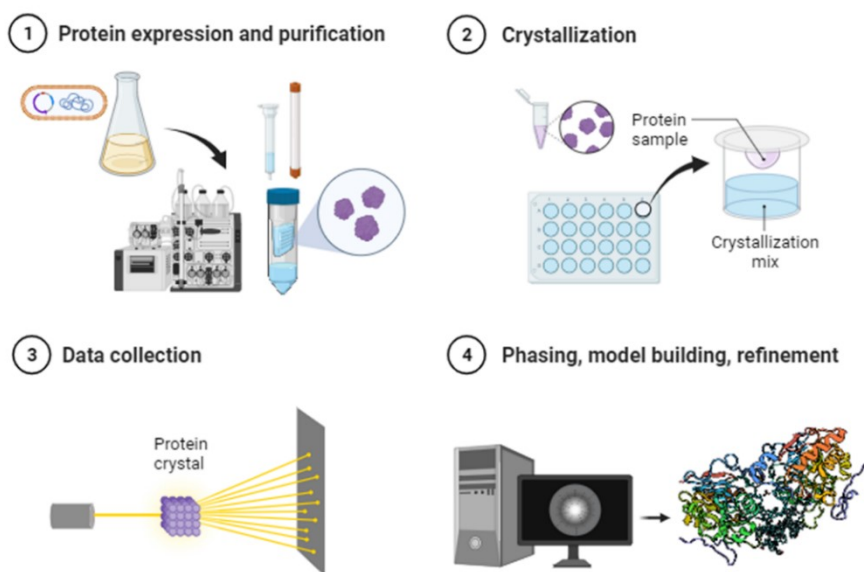 1 Protein expression and purification
2 Crystallization
Protein
sample
Crystallization
mix
3 Data collection
Protein
crystal
4 Phasing, model building, refinement